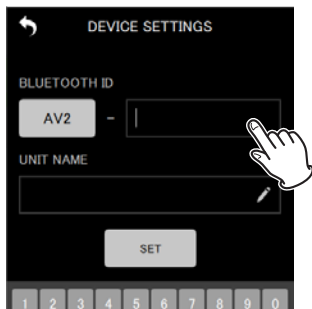 DEVICE SETTINGS
BLUETOOTH ID
AV2 -
UNIT NAME
SET
1 2 3 4 5 6 7 8 9 0